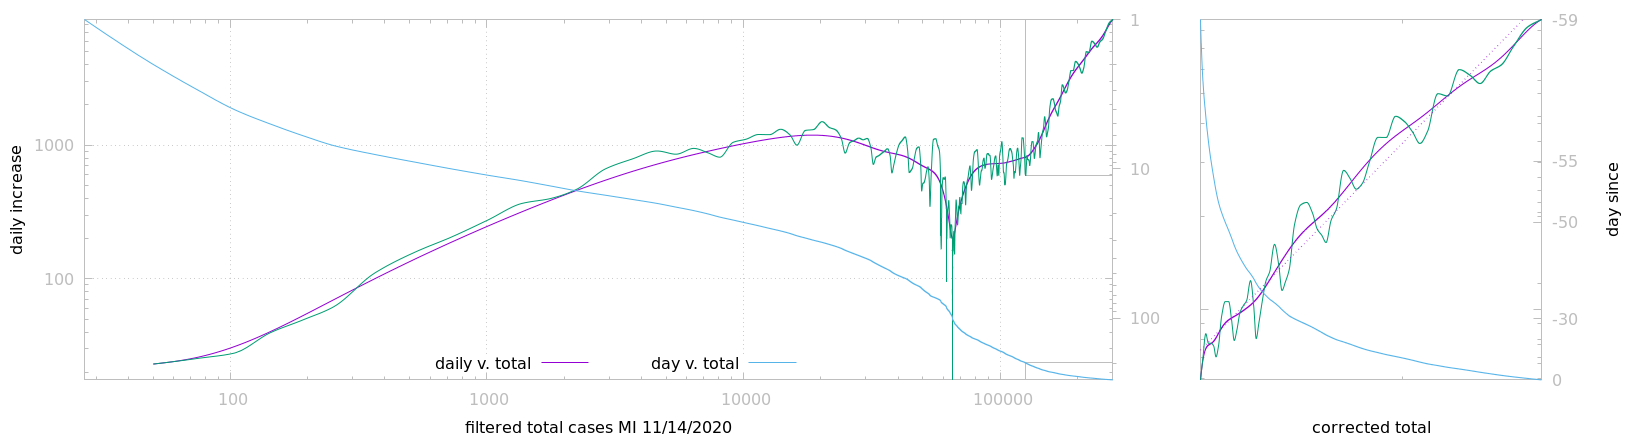 daily increase
1000
100
100
1000
10000
100000
filtered total cases MI 11/14/2020
daily v. total
day v. total
1
10
100
-59
-55
-50
-30
0
day since
corrected total